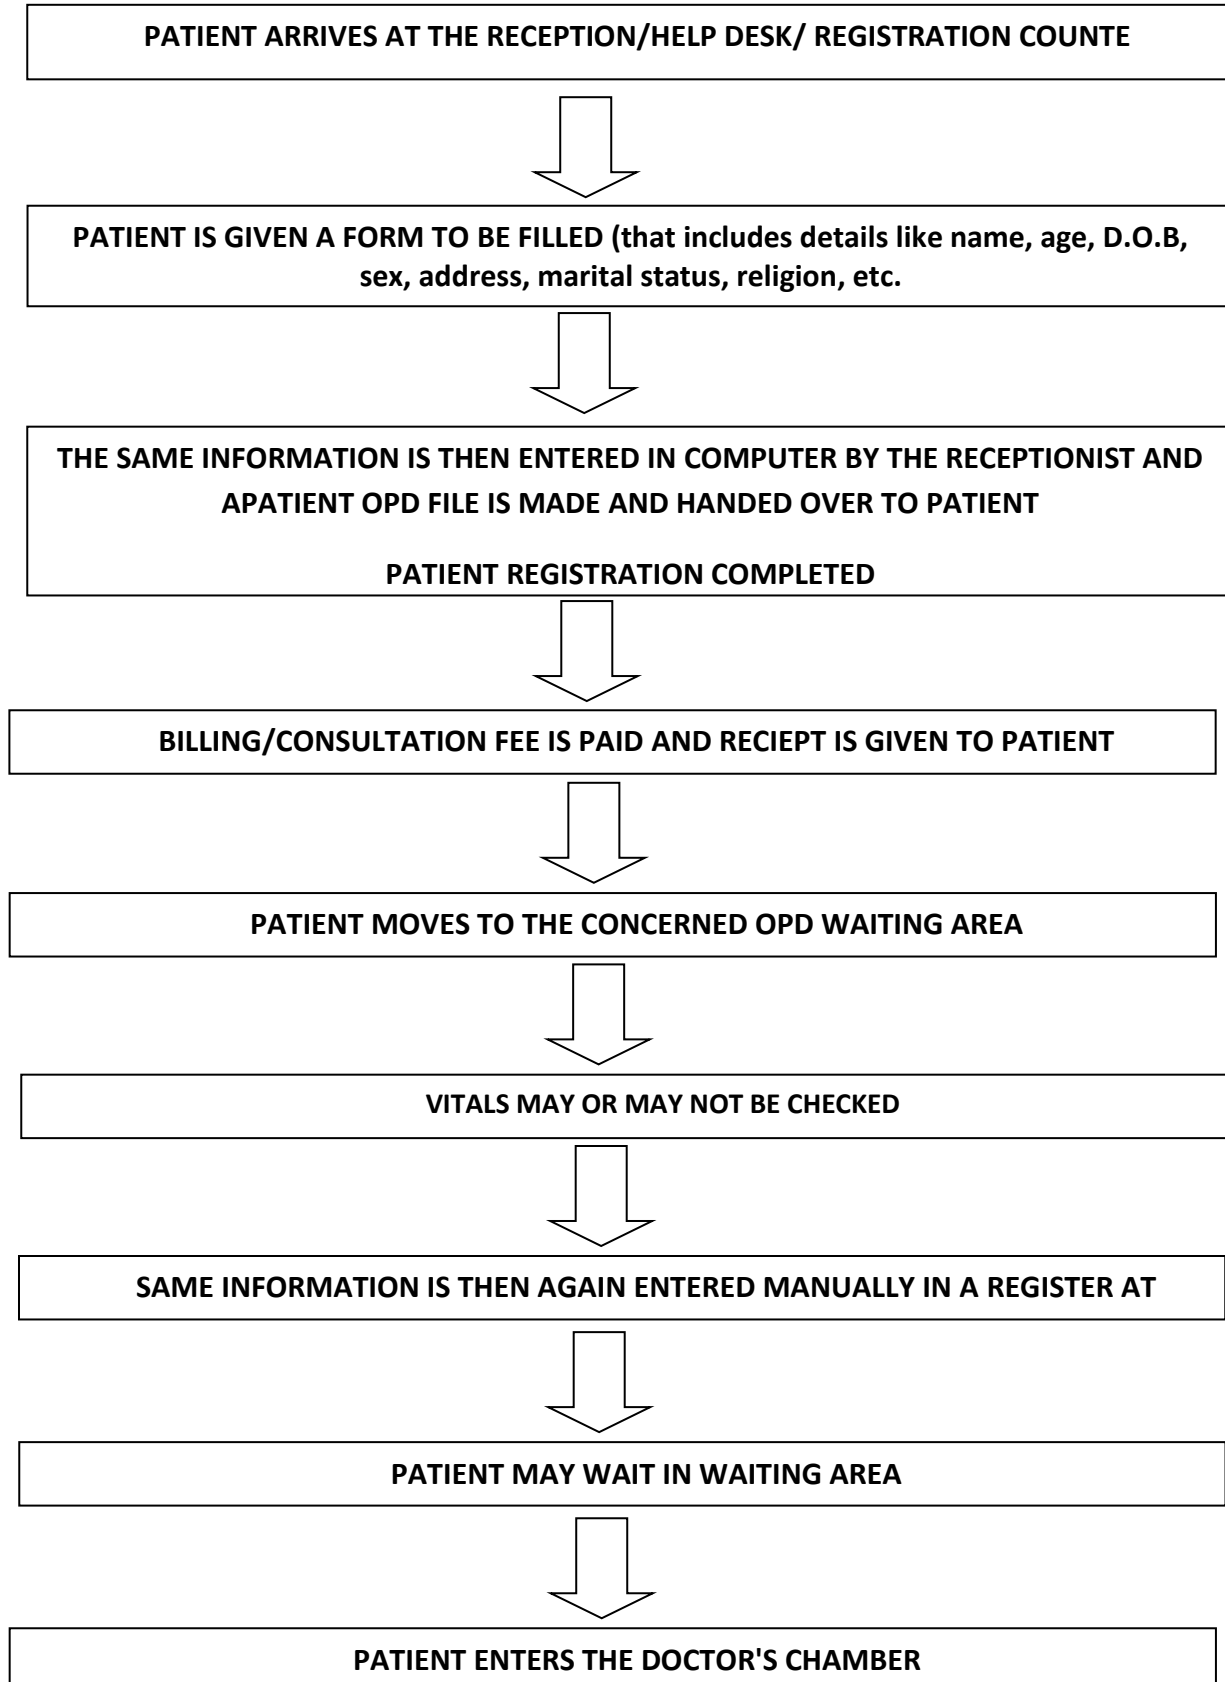 PATIENT ARRIVES AT THE RECEPTION/HELP DESK/ REGISTRATION COUNTE
PATIENT IS GIVEN A FORM TO BE FILLED (that includes details like name, age, D.O.B,
sex, address, marital status, religion, etc.
THE SAME INFORMATION IS THEN ENTERED IN COMPUTER BY THE RECEPTIONIST AND
APATIENT OPD FILE IS MADE AND HANDED OVER TO PATIENT
PATIENT REGISTRATION COMPLETED
BILLING/CONSULTATION FEE IS PAID AND RECIEPT IS GIVEN TO PATIENT
PATIENT MOVES TO THE CONCERNED OPD WAITING AREA
VITALS MAY OR MAY NOT BE CHECKED
SAME INFORMATION IS THEN AGAIN ENTERED MANUALLY IN A REGISTER AT
PATIENT MAY WAIT IN WAITING AREA
PATIENT ENTERS THE DOCTOR'S CHAMBER